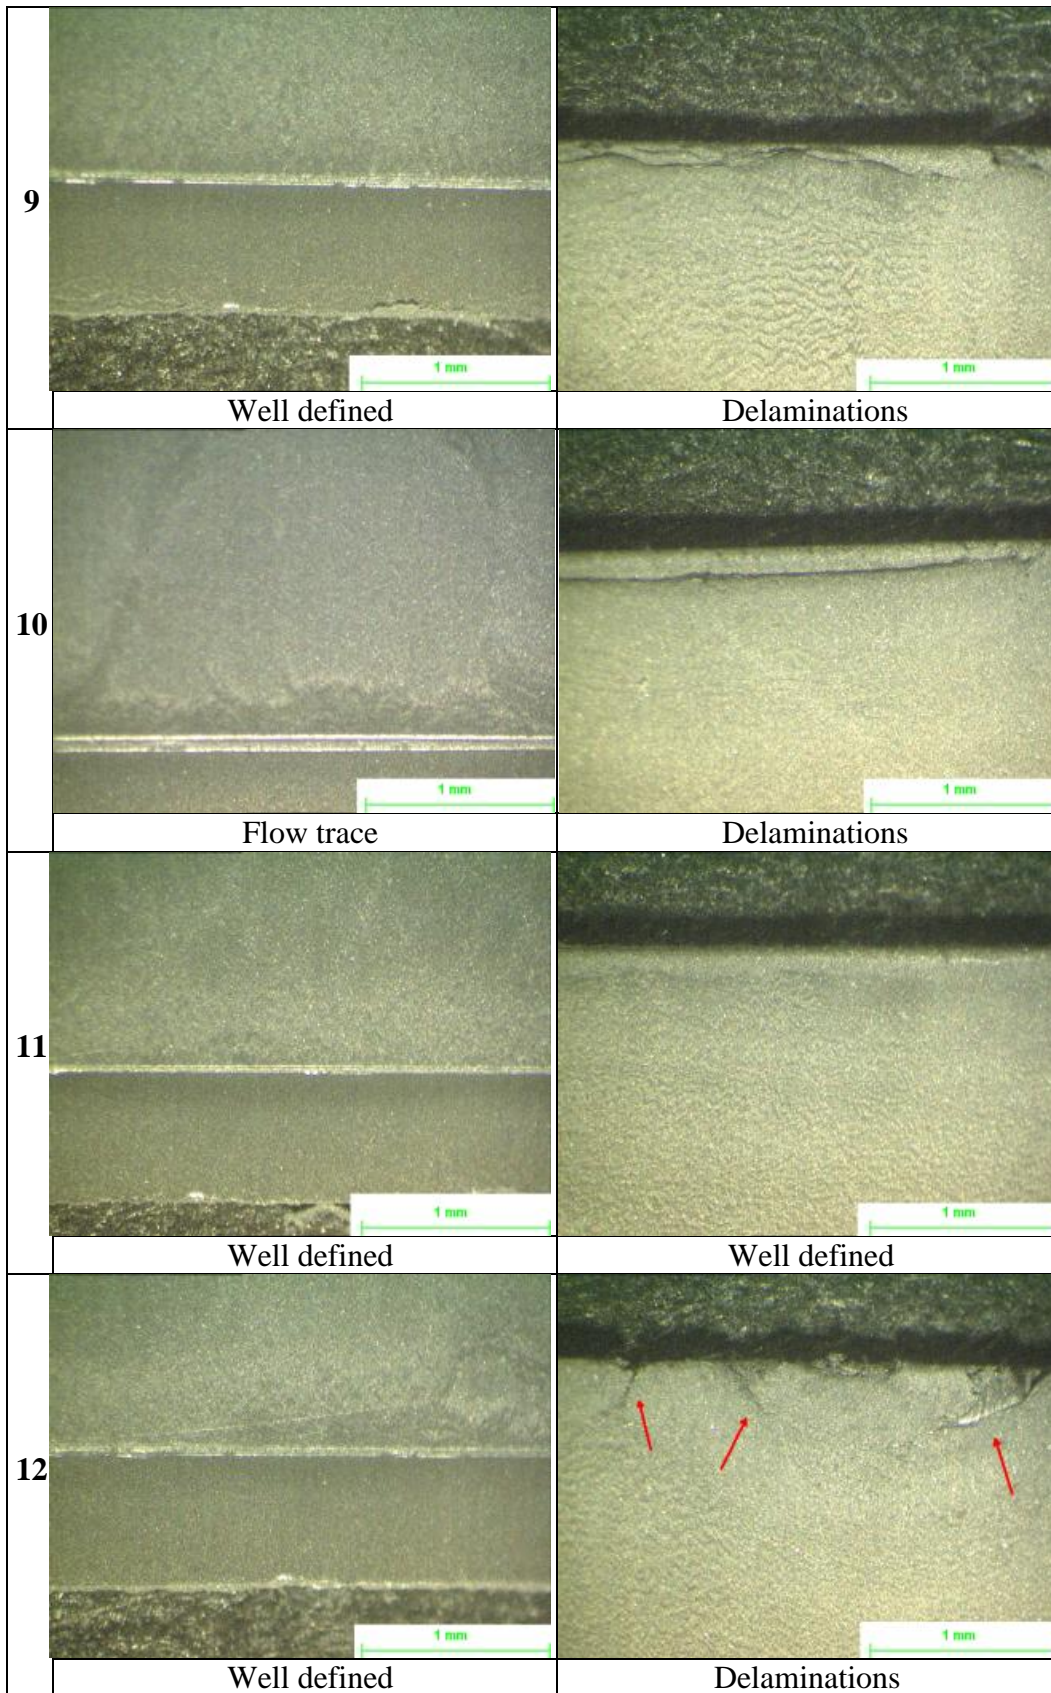 9
1 mm
1 mm
Well defined
Delaminations
10
1 mm
1 mm
Flow trace
Delaminations
11
1 mm
1 mm
Well defined
Well defined
12
1 mm
1 mm
Well defined
Delaminations